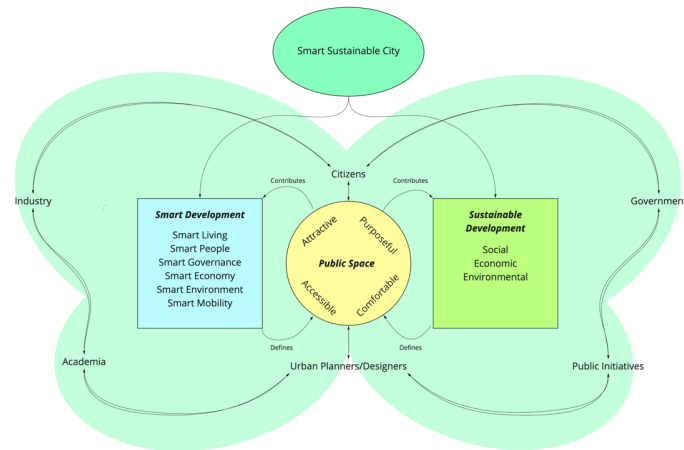 Smart Sustainable City
Citizens
Contributes
Contributes
Industry
Government
Smart Development
Smart Living
Smart People
Smart Governance
Smart Economy
Smart Environment
Smart Mobility
Attractive
Purposeful
Public Space
Accessible
Comfortable
Sustainable
Development
Social
Economic
Environmental
Defines
Defines
Academia
Urban Planners/Designers
Public Initiatives